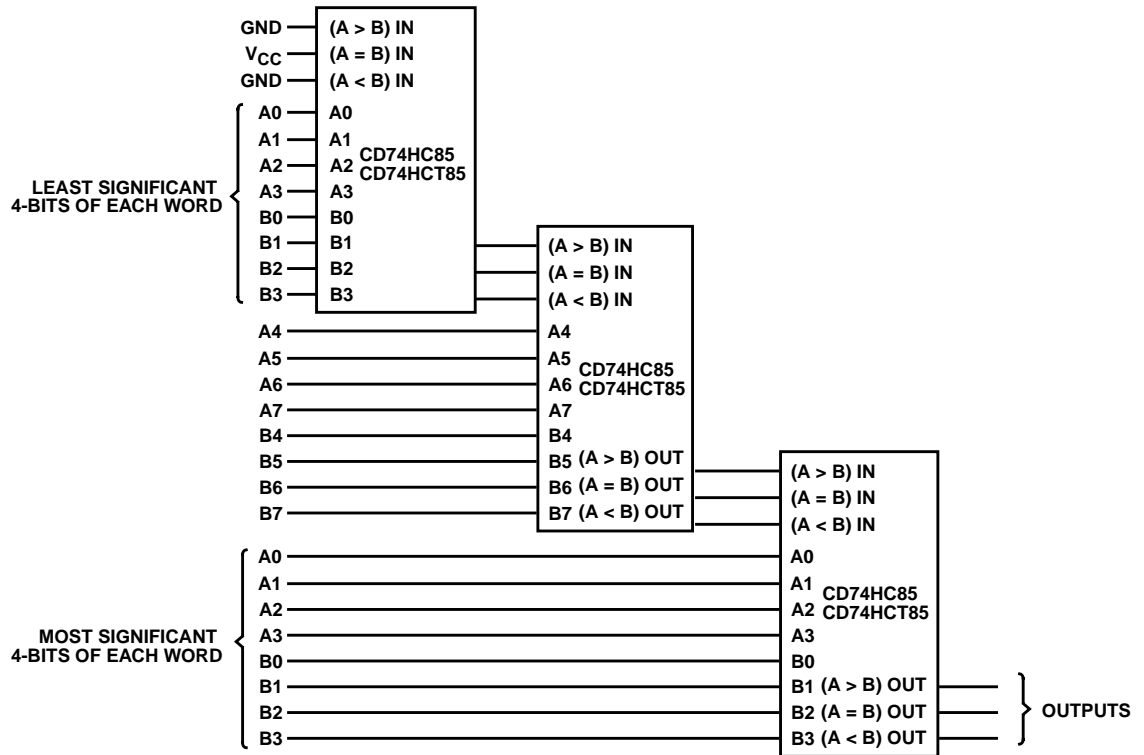 GND (A > B) IN
VCC (A = B) IN
GND (A < B) IN
A0 A0
A1 A1
CD74HC85
A2 A2 CD74HCT85
A3 A3
LEAST SIGNIFICANT
4-BITS OF EACH WORD
B0 B0
B1 B1
B2 B2
B3 B3
(A > B) IN
(A = B) IN
(A < B) IN
A4 A4
A5 A5
CD74HC85
A6 A6 CD74HCT85
A7 A7
B4 B4
B5 B5 (A > B) OUT
B6 B6 (A = B) OUT
B7 B7 (A < B) OUT
(A > B) IN
(A = B) IN
(A < B) IN
A0 A0
A1 A1
CD74HC85
A2 A2 CD74HCT85
A3 A3
MOST SIGNIFICANT
4-BITS OF EACH WORD
B0 B0
B1 B1 (A > B) OUT
B2 B2 (A = B) OUT OUTPUTS
B3 B3 (A < B) OUT